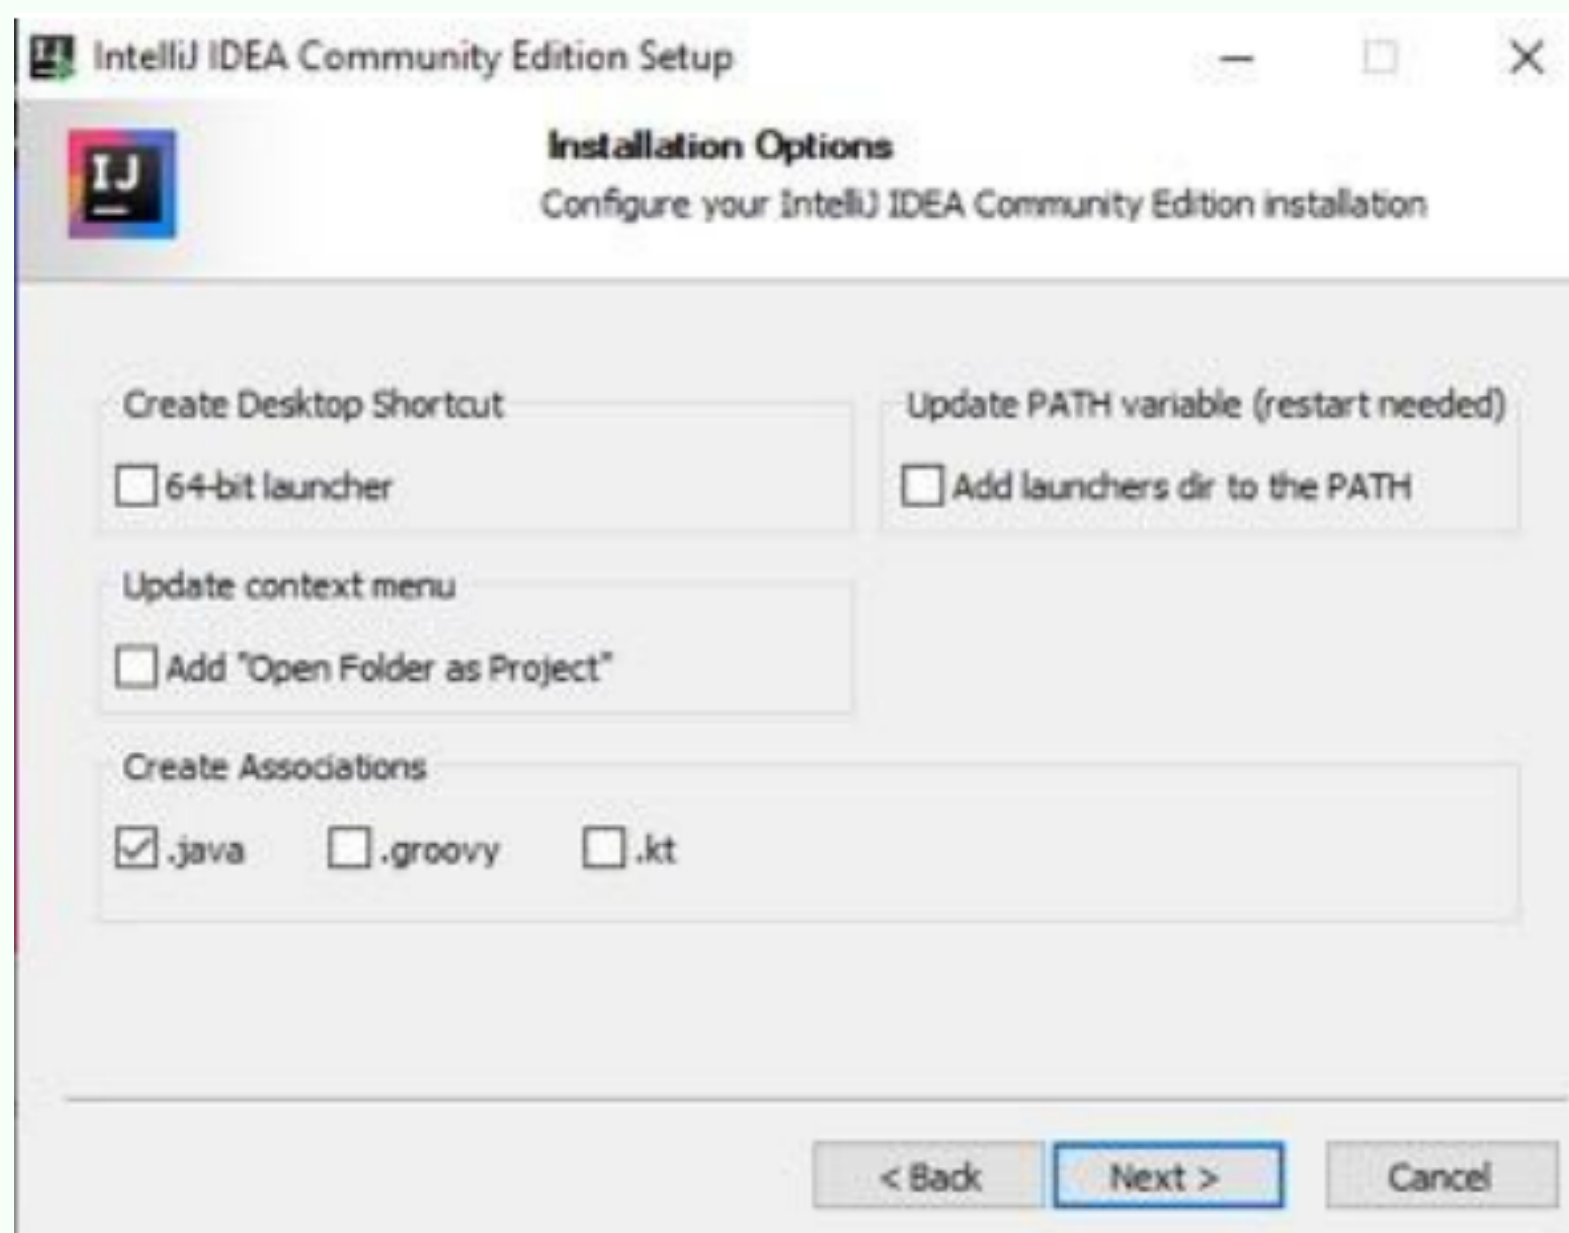 IntelliJ IDEA Community Edition Setup
IJ
Installation Options
Configure your IntelliJ IDEA Community Edition installation
Create Desktop Shortcut
64-bit launcher
Update PATH variable (restart needed)
Add launchers dir to the PATH
Update context menu
Add "Open Folder as Project"
Create Associations
.java .groovy .kt
< Back Next > Cancel